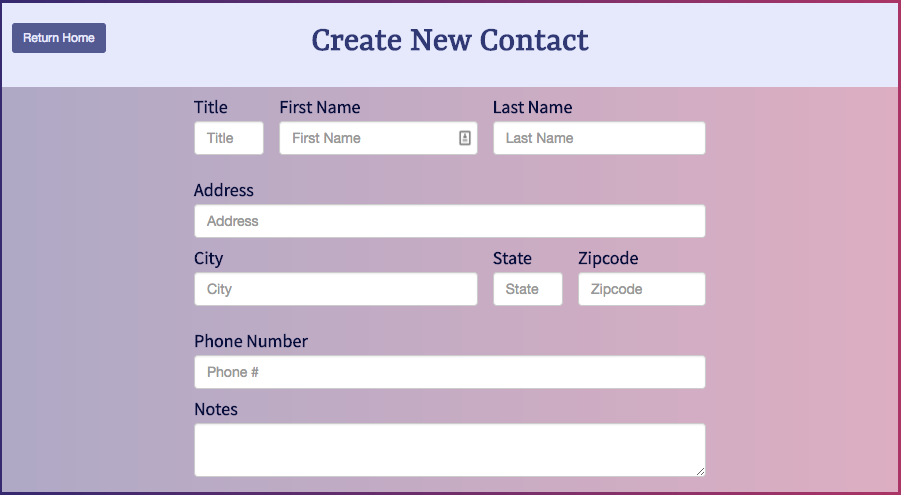 Return Home
Create New Contact
Title First Name Last Name
Title First Name Last Name
Address
Address
City State Zipcode
City State Zipcode
Phone Number
Phone #
Notes